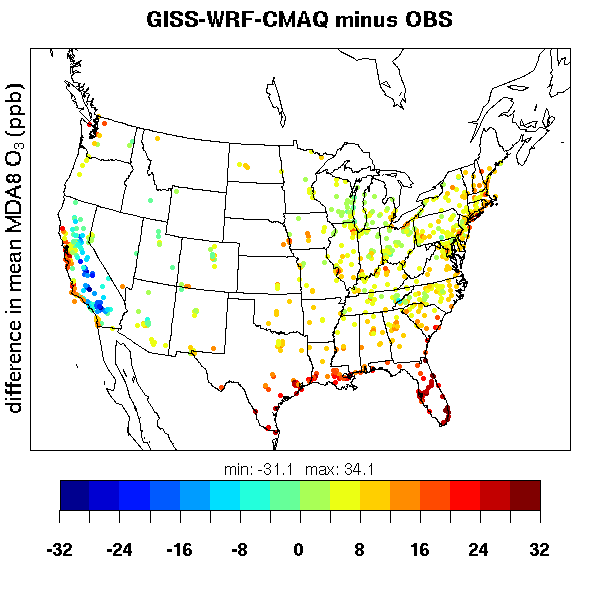 GISS-WRF-CMAQ minus OBS
difference in mean MDA8 O₃ (ppb)
min: -31.1 max: 34.1
-32 -24 -16 -8 0 8 16 24 32